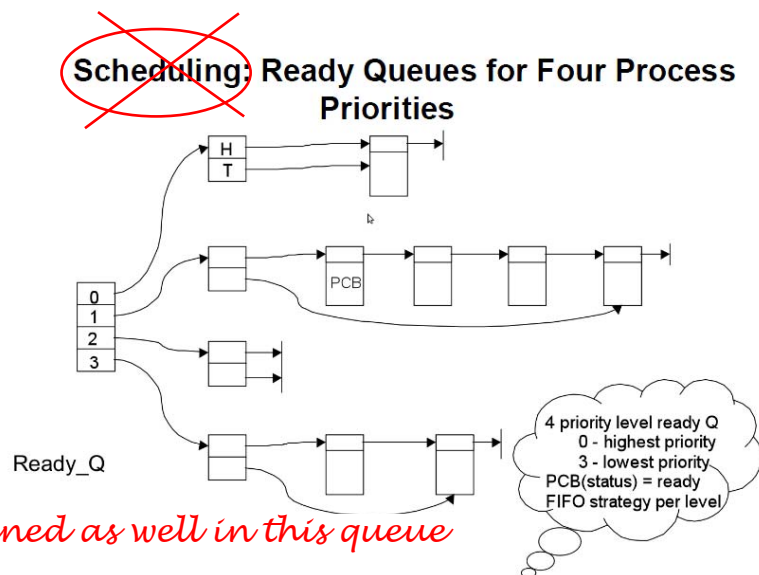 Scheduling: Ready Queues for Four Process
Priorities
H
T
PCB
0
1
2
3
Ready_Q
4 priority level ready Q
0 - highest priority
3 - lowest priority
PCB(status) = ready
FIFO strategy per level
ned as well in this queue